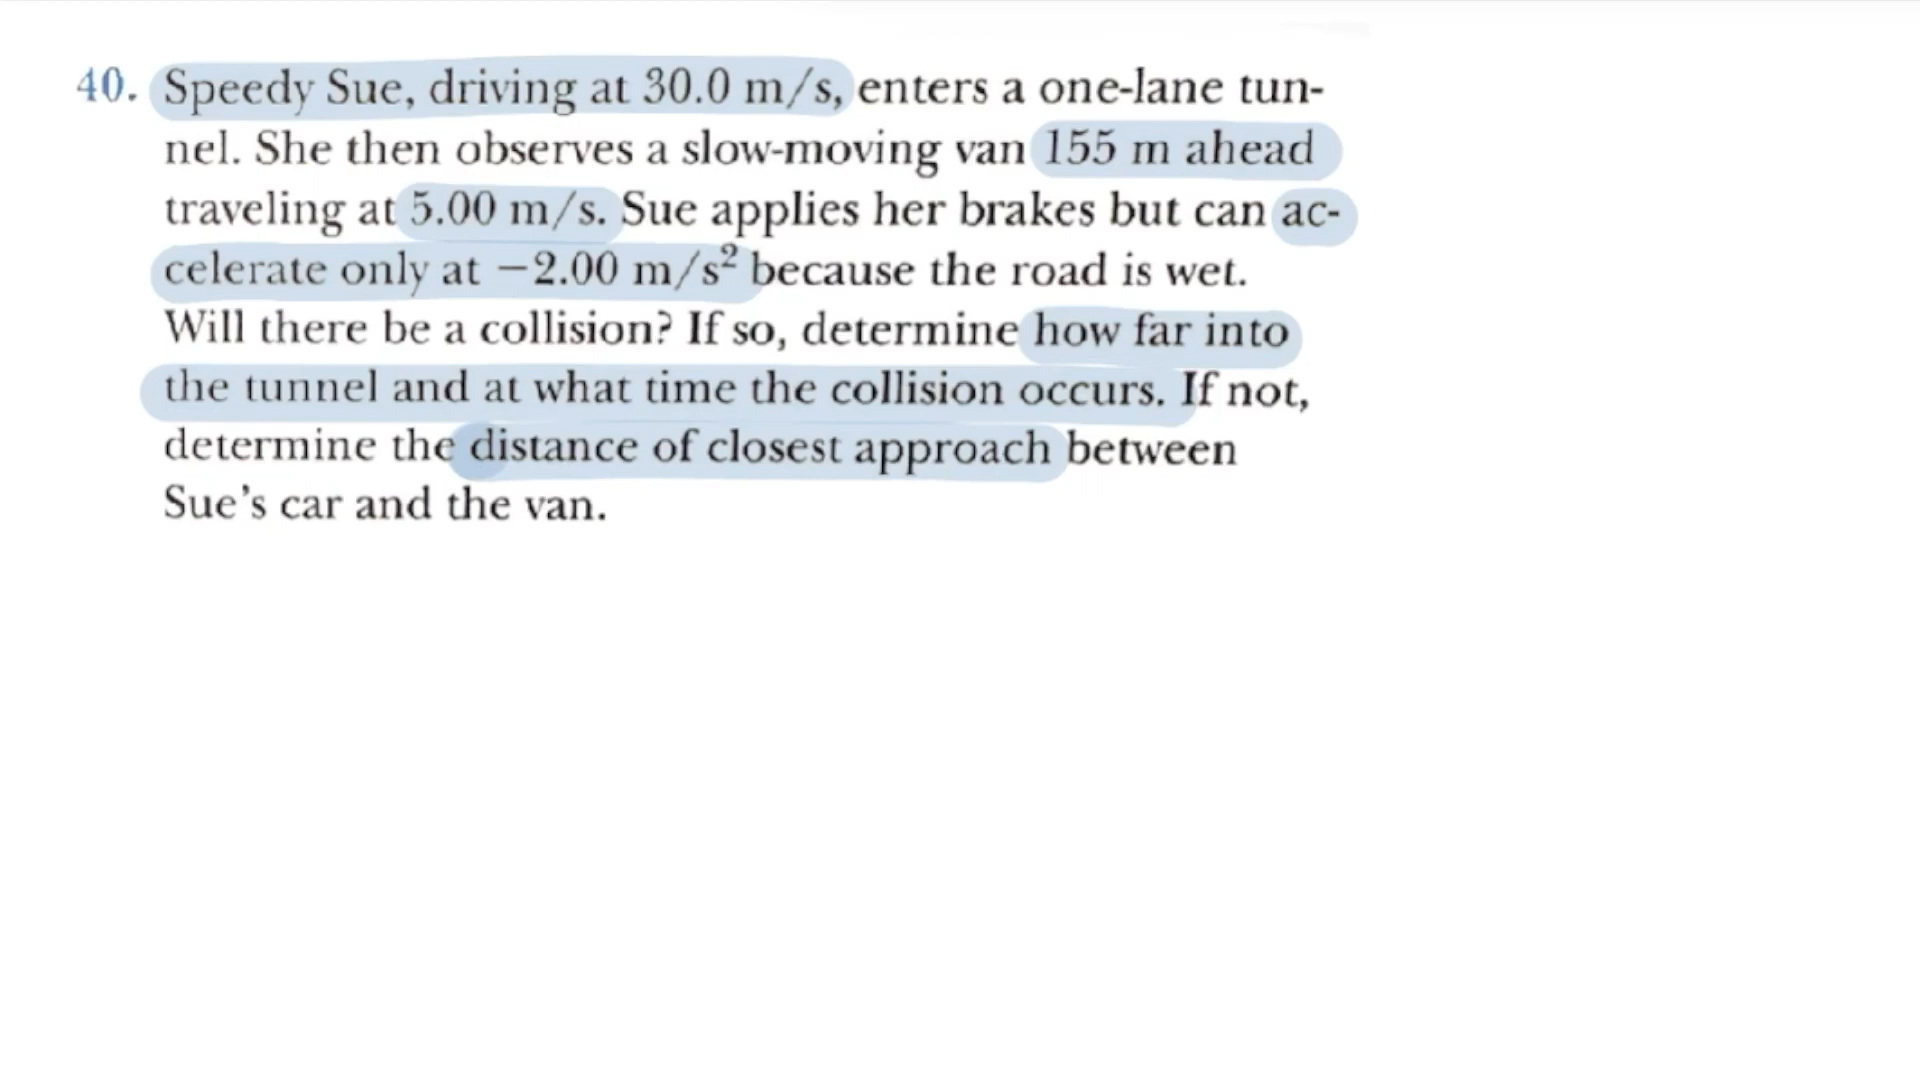 40. Speedy Sue, driving at 30.0 m/s, enters a one-lane tun-
nel. She then observes a slow-moving van 155 m ahead
traveling at 5.00 m/s. Sue applies her brakes but can ac-
celerate only at −2.00 m/s² because the road is wet.
Will there be a collision? If so, determine how far into
the tunnel and at what time the collision occurs. If not,
determine the distance of closest approach between
Sue's car and the van.